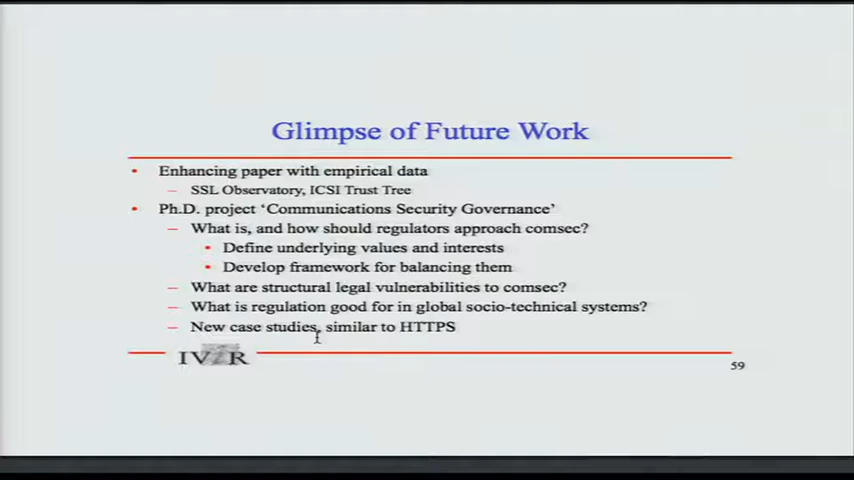 Glimpse of Future Work
• Enhancing paper with empirical data
– SSL Observatory, ICSI Trust Tree
• Ph.D. project ‘Communications Security Governance’
– What is, and how should regulators approach comsec?
• Define underlying values and interests
• Develop framework for balancing them
– What are structural legal vulnerabilities to comsec?
– What is regulation good for in global socio-technical systems?
– New case studies, similar to HTTPS
IViR
59